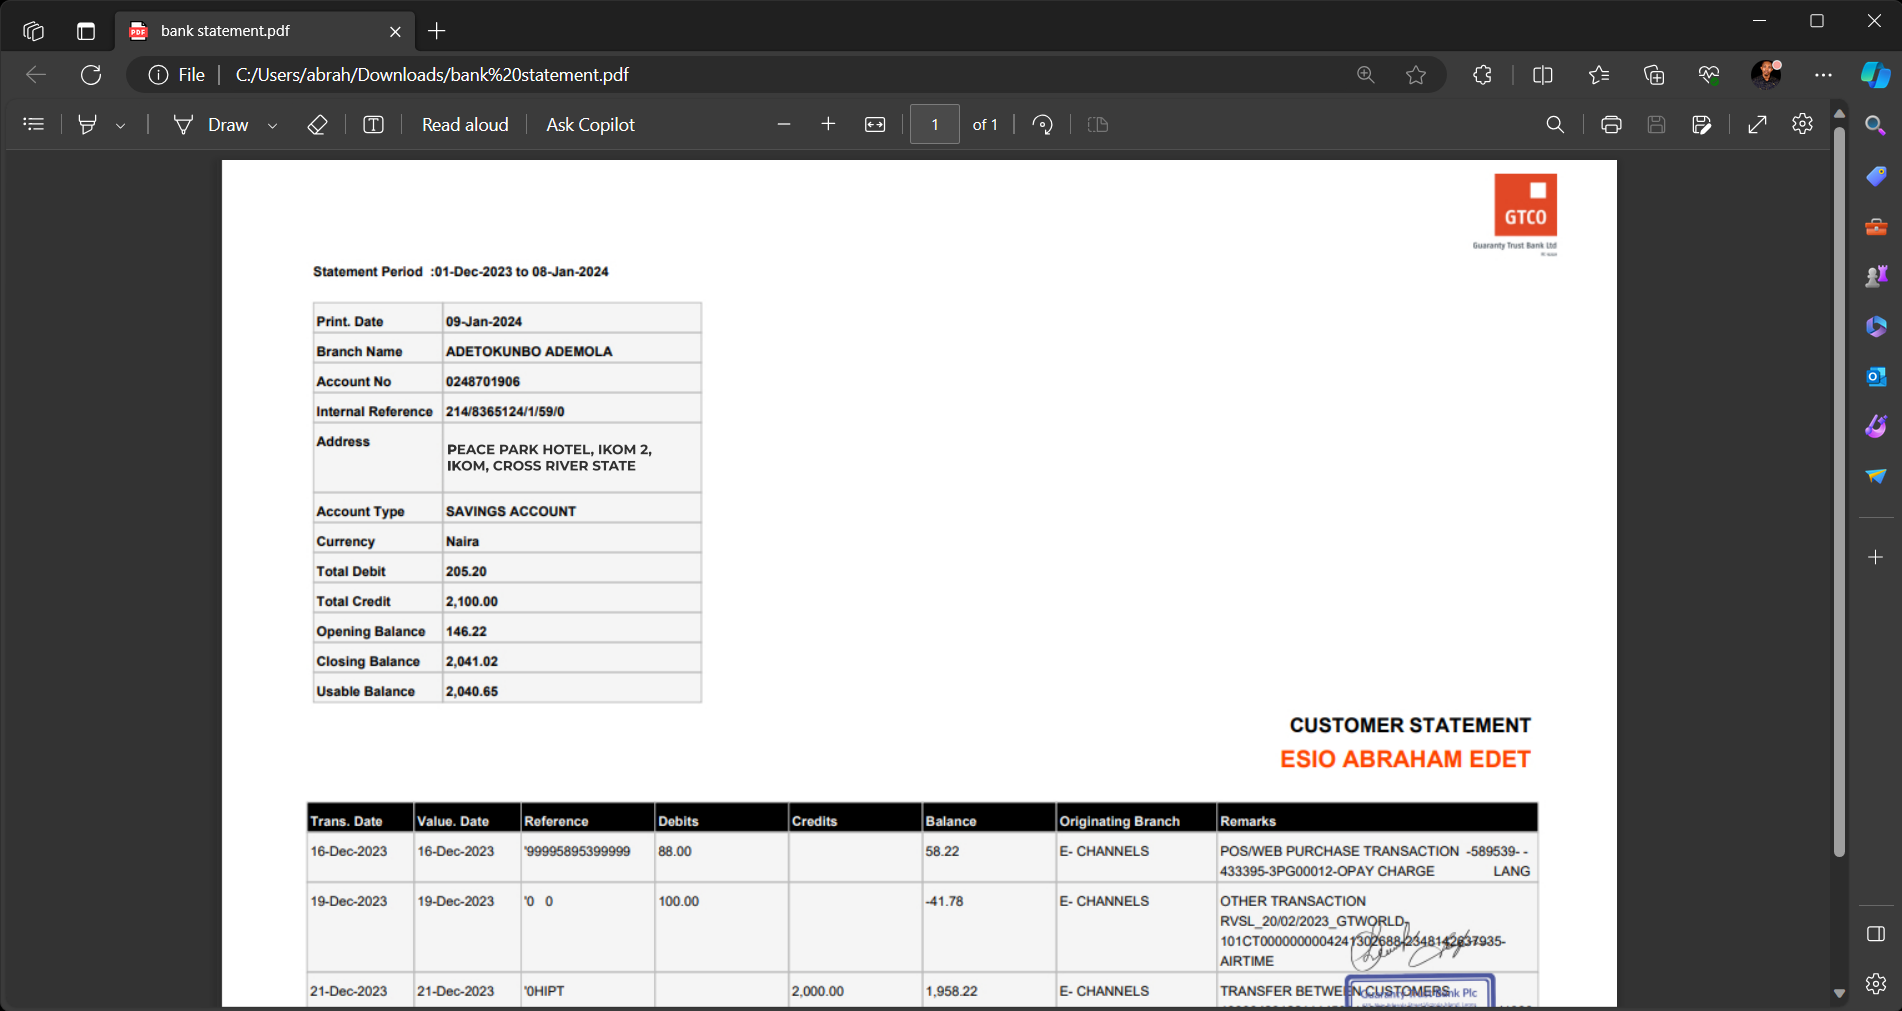 bank statement.pdf
File
C:/Users/abrah/Downloads/bank%20statement.pdf
Draw
Read aloud
Ask Copilot
1
of 1
GTCO
Guaranty Trust Bank Ltd
Statement Period :01-Dec-2023 to 08-Jan-2024
Print. Date 09-Jan-2024
Branch Name ADETOKUNBO ADEMOLA
Account No 0248701906
Internal Reference 214/8365124/1/59/0
Address PEACE PARK HOTEL, IKOM 2,
IKOM, CROSS RIVER STATE
Account Type SAVINGS ACCOUNT
Currency Naira
Total Debit 205.20
Total Credit 2,100.00
Opening Balance 146.22
Closing Balance 2,041.02
Usable Balance 2,040.65
CUSTOMER STATEMENT
ESIO ABRAHAM EDET
Trans. Date Value. Date Reference Debits Credits Balance Originating Branch Remarks
16-Dec-2023 16-Dec-2023 '99995895399999 88.00 58.22 E- CHANNELS POS/WEB PURCHASE TRANSACTION -589539- -
433395-3PG00012-OPAY CHARGE LANG
19-Dec-2023 19-Dec-2023 '0 0 100.00 -41.78 E- CHANNELS OTHER TRANSACTION
RVSL_20/02/2023_GTWORLD-
101CT0000000004241302688-2348142637935-
AIRTIME
21-Dec-2023 21-Dec-2023 '0HIPT 2,000.00 1,958.22 E- CHANNELS TRANSFER BETWEEN CUSTOMERS
Guaranty Trust Bank Plc